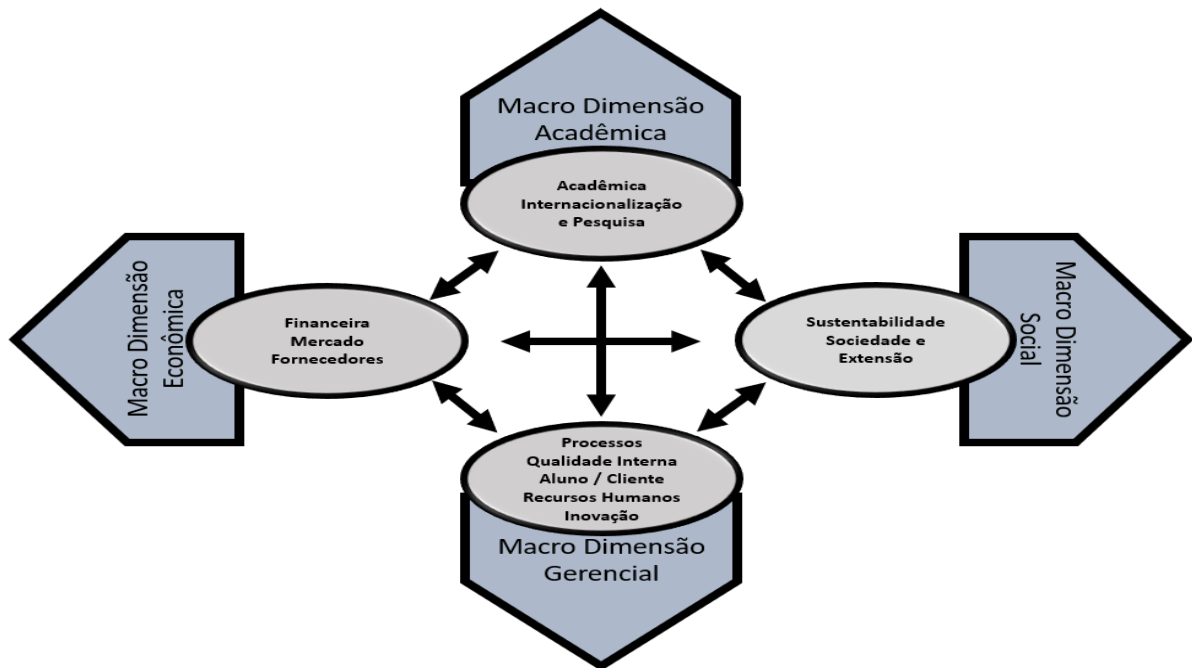 Macro Dimensão
Acadêmica
Acadêmica
Internacionalização
e Pesquisa
Macro Dimensão
Econômica
Financeira
Mercado
Fornecedores
Sustentabilidade
Sociedade e
Extensão
Macro Dimensão
Social
Processos
Qualidade Interna
Aluno / Cliente
Recursos Humanos
Inovação
Macro Dimensão
Gerencial